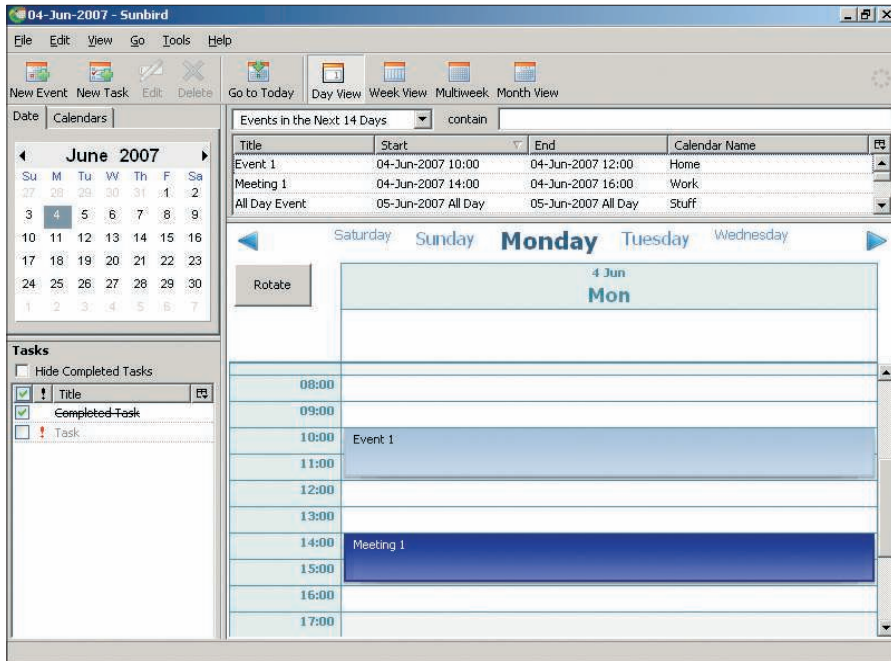 04-Jun-2007 - Sunbird
File Edit View Go Tools Help
New Event New Task Edit Delete Go to Today Day View Week View Multiweek Month View
Date Calendars
June 2007
Su M Tu W Th F Sa
27 28 29 30 31 1 2
3 4 5 6 7 8 9
10 11 12 13 14 15 16
17 18 19 20 21 22 23
24 25 26 27 28 29 30
1 2 3 4 5 6 7
Tasks
Hide Completed Tasks
! Title
Completed Task
! Task
Events in the Next 14 Days contain
Title Start End Calendar Name
Event 1 04-Jun-2007 10:00 04-Jun-2007 12:00 Home
Meeting 1 04-Jun-2007 14:00 04-Jun-2007 16:00 Work
All Day Event 05-Jun-2007 All Day 05-Jun-2007 All Day Stuff
Saturday Sunday Monday Tuesday Wednesday
Rotate
4 Jun
Mon
08:00
09:00
10:00 Event 1
11:00
12:00
13:00
14:00 Meeting 1
15:00
16:00
17:00